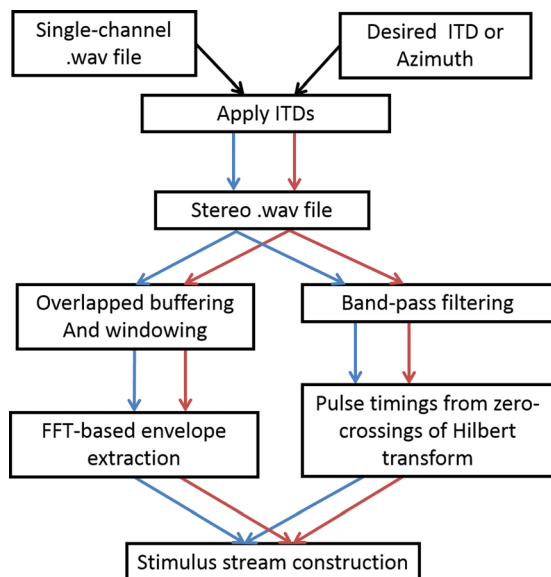 Single-channel
.wav file
Desired ITD or
Azimuth
Apply ITDs
Stereo .wav file
Overlapped buffering
And windowing
Band-pass filtering
FFT-based envelope
extraction
Pulse timings from zero-
crossings of Hilbert
transform
Stimulus stream construction